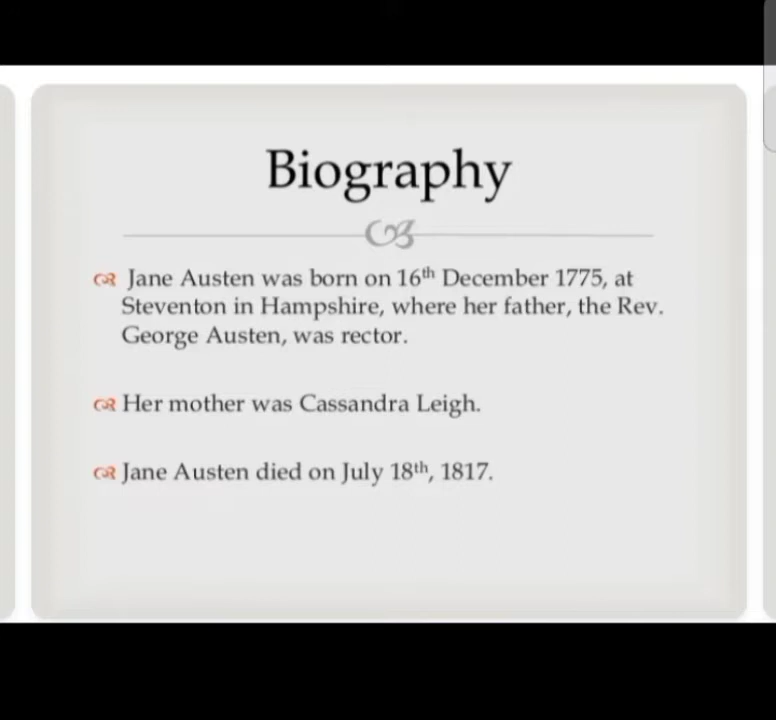 Biography
Jane Austen was born on 16th December 1775, at
Steventon in Hampshire, where her father, the Rev.
George Austen, was rector.
Her mother was Cassandra Leigh.
Jane Austen died on July 18th, 1817.